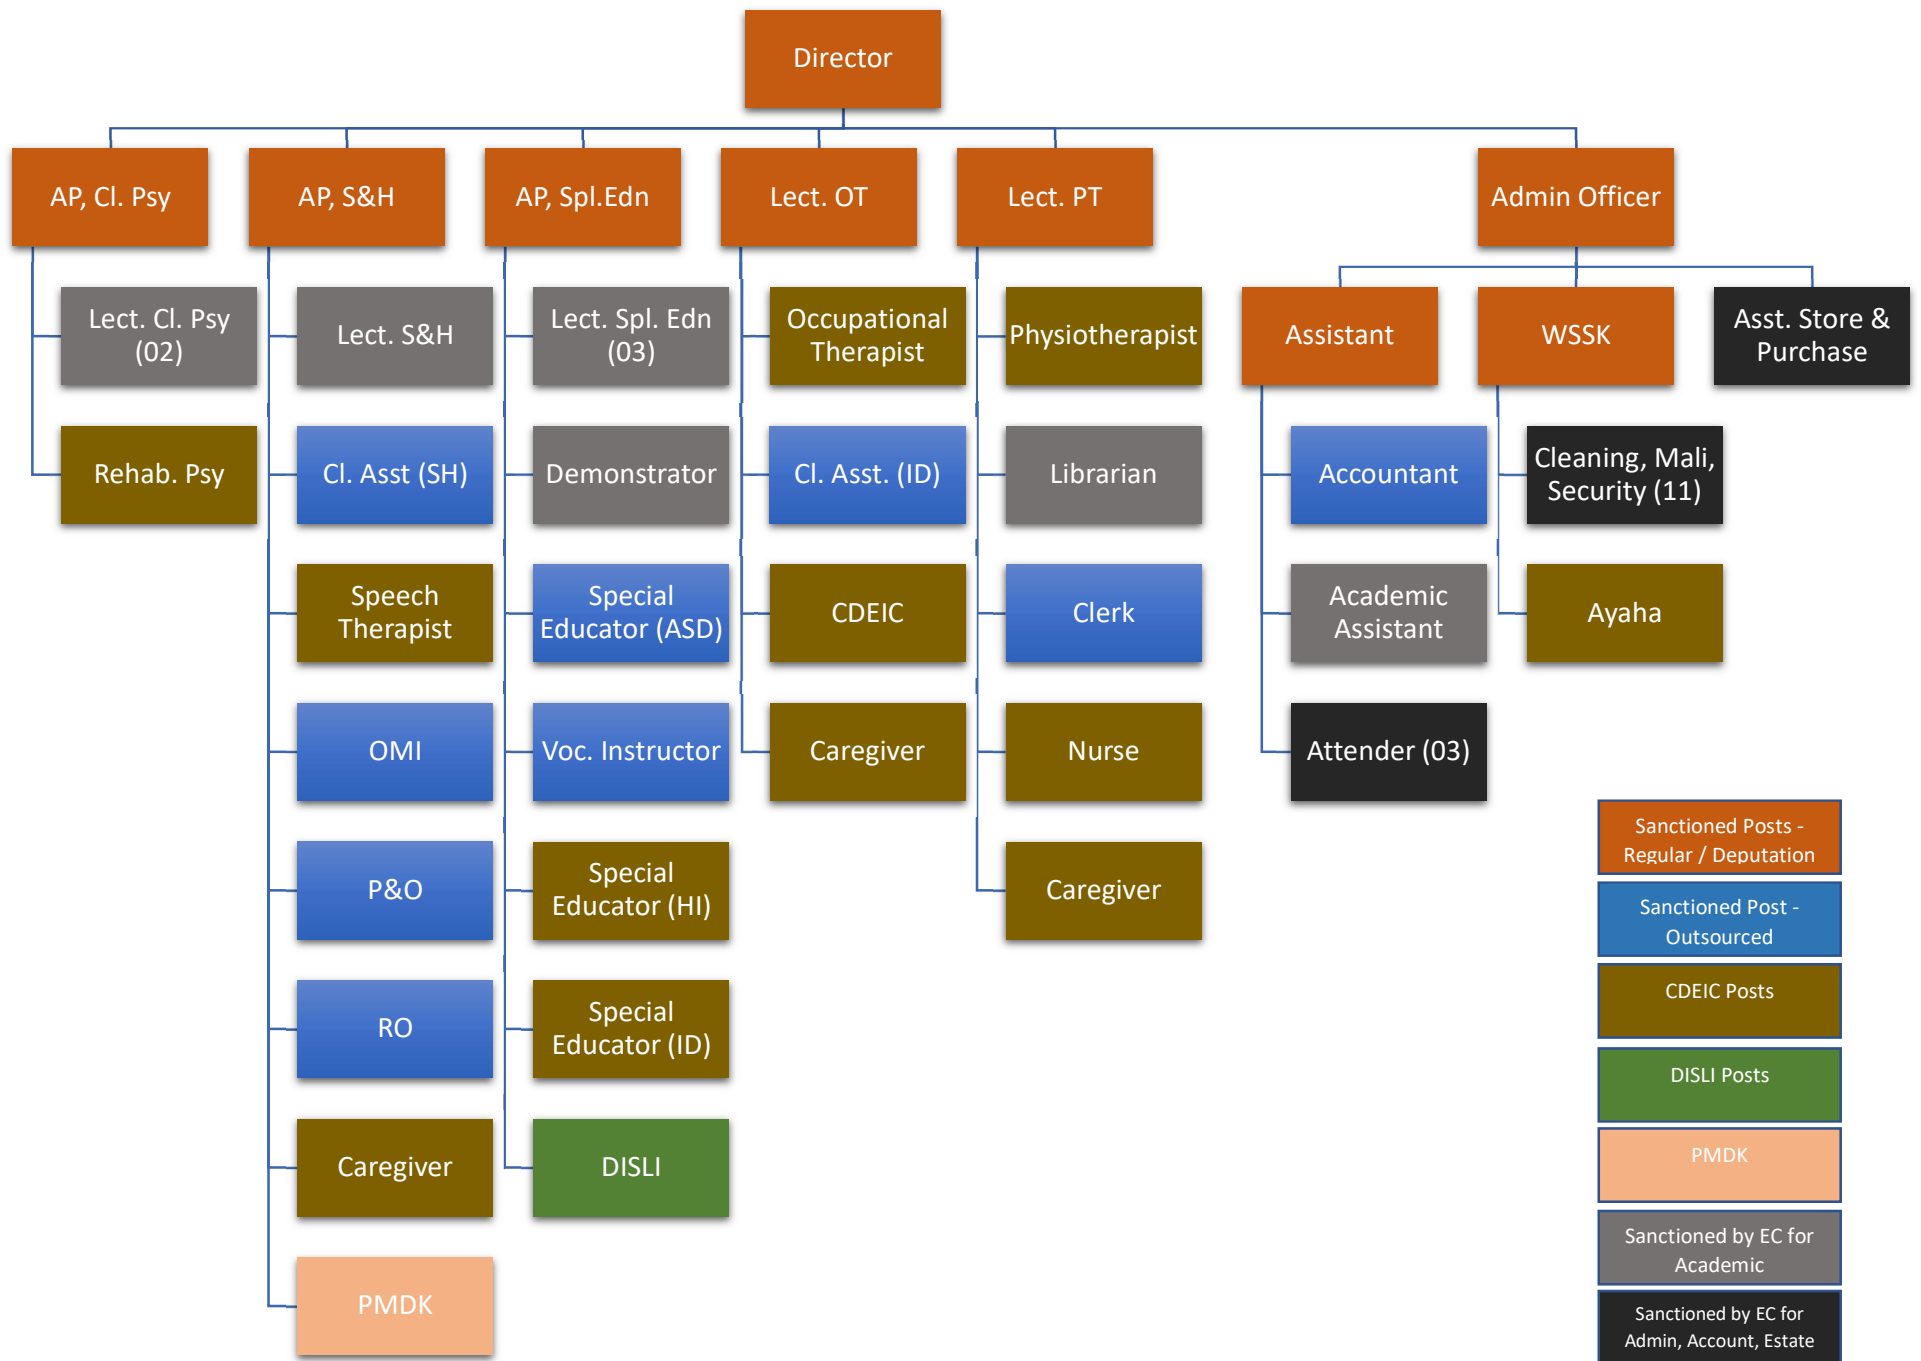 Director
AP, Cl. Psy
AP, S&H
AP, Spl.Edn
Lect. OT
Lect. PT
Admin Officer
Lect. Cl. Psy
(02)
Lect. S&H
Lect. Spl. Edn
(03)
Occupational
Therapist
Physiotherapist
Assistant
WSSK
Asst. Store &
Purchase
Rehab. Psy
Cl. Asst (SH)
Demonstrator
Cl. Asst. (ID)
Librarian
Accountant
Cleaning, Mali,
Security (11)
Speech
Therapist
Special
Educator (ASD)
CDEIC
Clerk
Academic
Assistant
Ayaha
OMI
Voc. Instructor
Caregiver
Nurse
Attender (03)
P&O
Special
Educator (HI)
Caregiver
RO
Special
Educator (ID)
Caregiver
DISLI
PMDK
Sanctioned Posts -
Regular / Deputation
Sanctioned Post -
Outsourced
CDEIC Posts
DISLI Posts
PMDK
Sanctioned by EC for
Academic
Sanctioned by EC for
Admin, Account, Estate